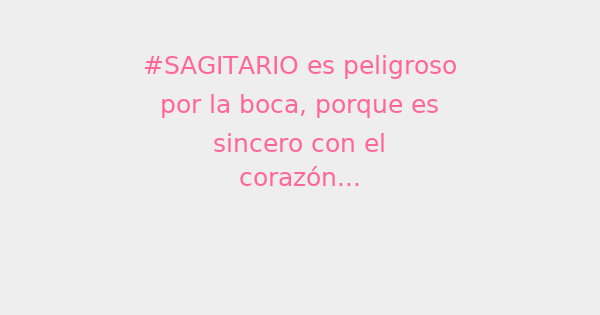 #SAGITARIO es peligroso
por la boca, porque es
sincero con el
corazón...